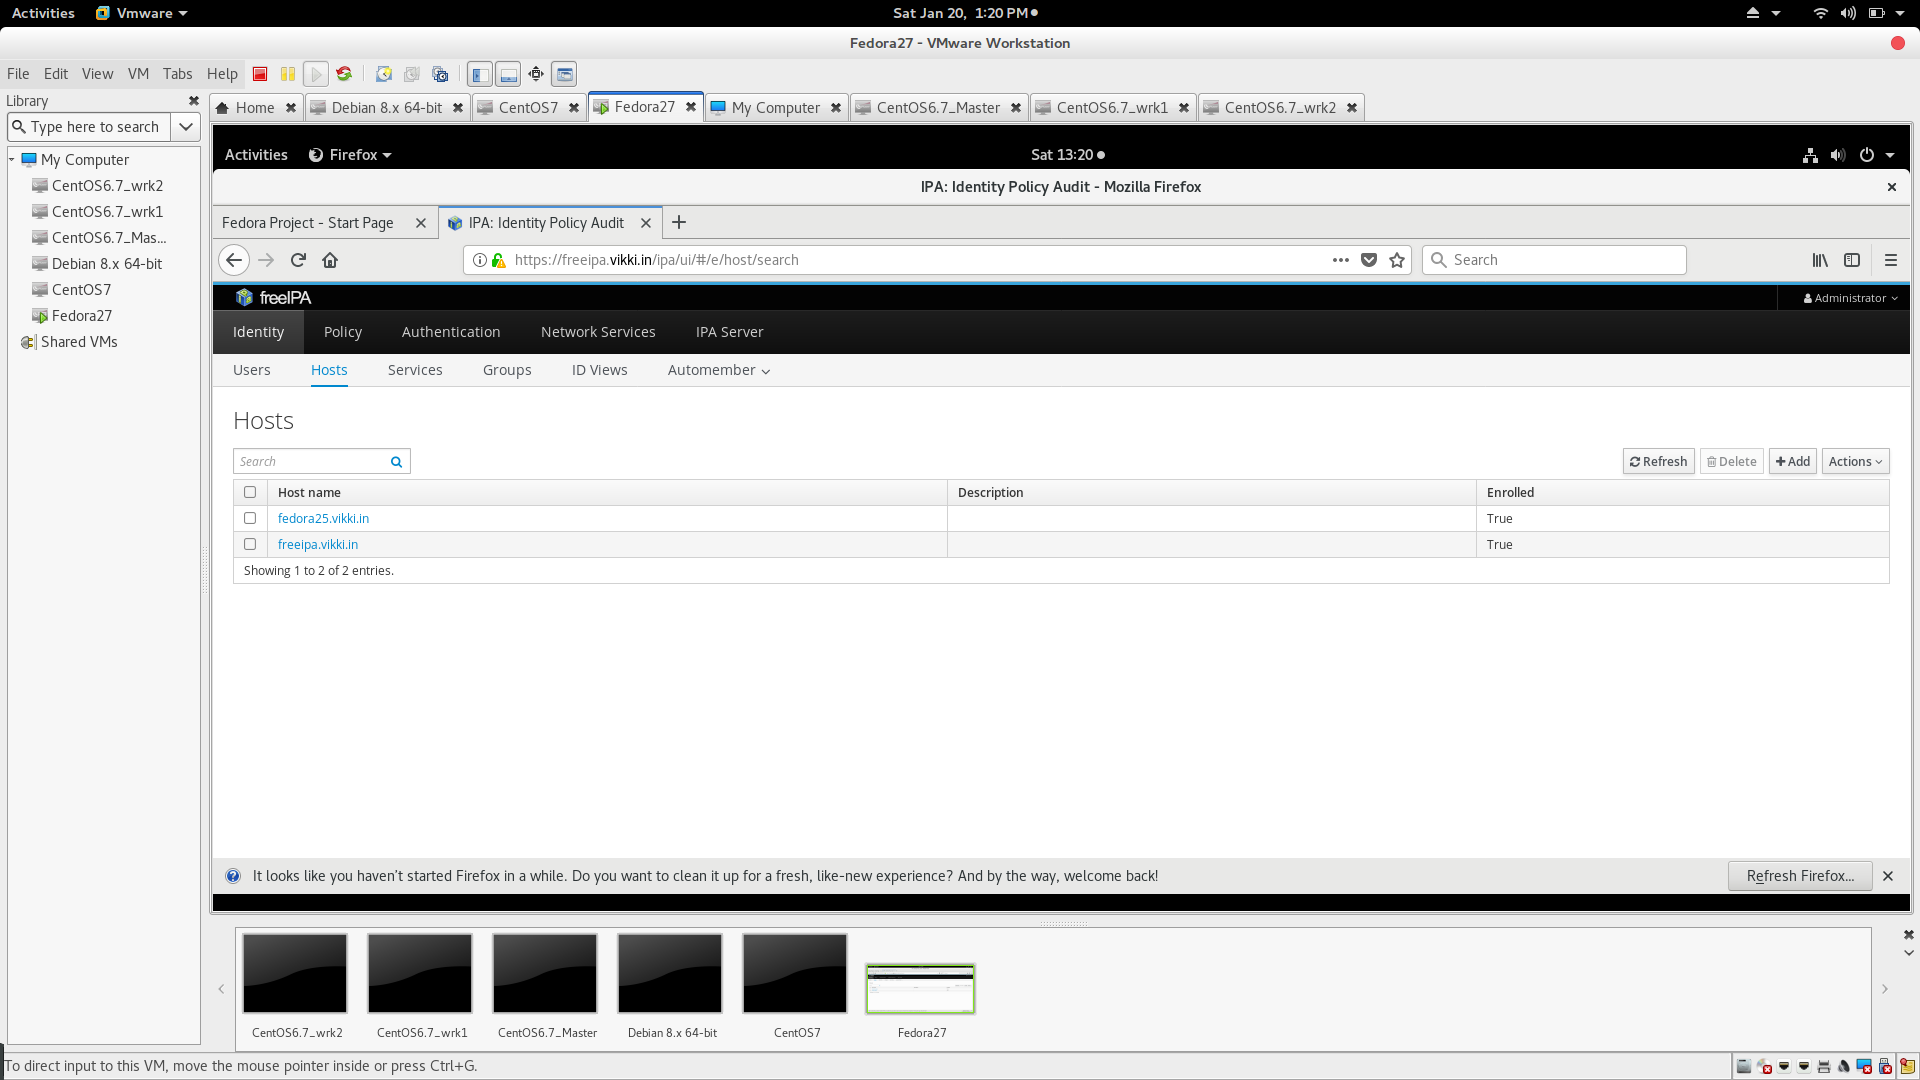 Activities Vmware Sat Jan 20, 1:20 PM
Fedora27 - VMware Workstation
File Edit View VM Tabs Help
Library
Home Debian 8.x 64-bit CentOS7 Fedora27 My Computer CentOS6.7_Master CentOS6.7_wrk1 CentOS6.7_wrk2
Type here to search
My Computer
CentOS6.7_wrk2
CentOS6.7_wrk1
CentOS6.7_Mas...
Debian 8.x 64-bit
CentOS7
Fedora27
Shared VMs
Activities Firefox Sat 13:20
IPA: Identity Policy Audit - Mozilla Firefox
Fedora Project - Start Page IPA: Identity Policy Audit
https://freeipa.vikki.in/ipa/ui/#/e/host/search Search
freeIPA Administrator
Identity Policy Authentication Network Services IPA Server
Users Hosts Services Groups ID Views Automember
Hosts
Search Refresh Delete Add Actions
Host name Description Enrolled
fedora25.vikki.in True
freeipa.vikki.in True
Showing 1 to 2 of 2 entries.
It looks like you haven't started Firefox in a while. Do you want to clean it up for a fresh, like-new experience? And by the way, welcome back! Refresh Firefox...
CentOS6.7_wrk2 CentOS6.7_wrk1 CentOS6.7_Master Debian 8.x 64-bit CentOS7 Fedora27
To direct input to this VM, move the mouse pointer inside or press Ctrl+G.